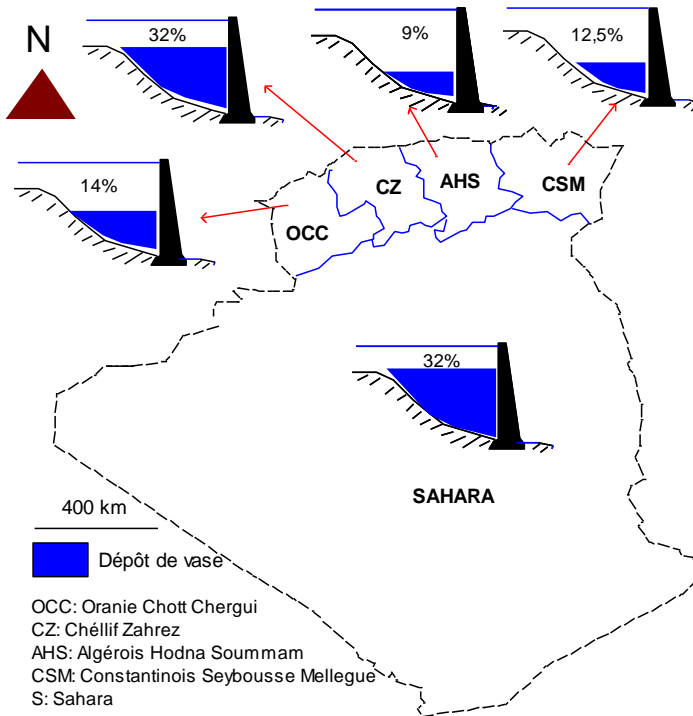 N
32%
9%
12,5%
14%
OCC
CZ
AHS
CSM
32%
SAHARA
400 km
Dépôt de vase
OCC: Oranie Chott Chergui
CZ: Chéllif Zahrez
AHS: Algérois Hodna Soummam
CSM: Constantinois Seybousse Mellegue
S: Sahara